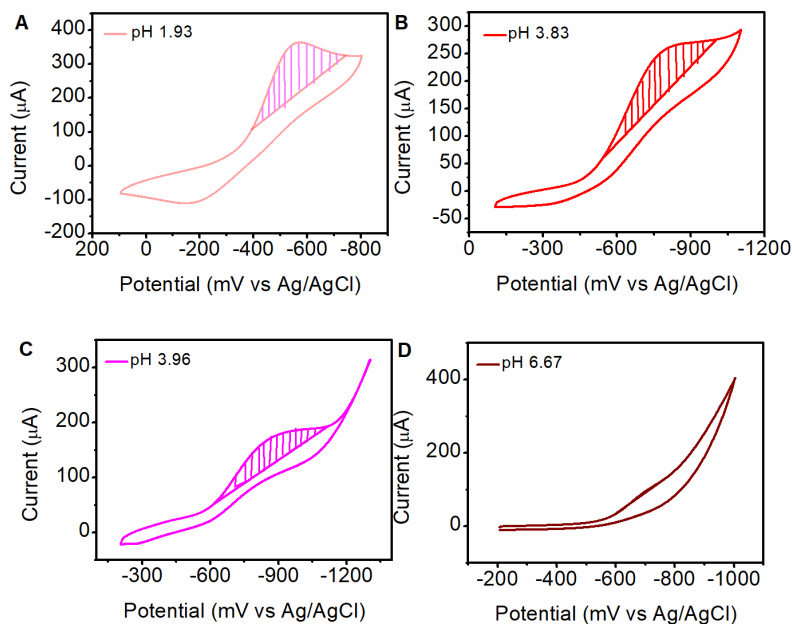 A
pH 1.93
400
300
200
100
0
-100
-200
200 0 -200 -400 -600 -800
Current (µA)
Potential (mV vs Ag/AgCl)
B
pH 3.83
300
250
200
150
100
50
0
-50
0 -300 -600 -900 -1200
Current (µA)
Potential (mV vs Ag/AgCl)
C
pH 3.96
300
200
100
0
-300 -600 -900 -1200
Current (µA)
Potential (mV vs Ag/AgCl)
D
pH 6.67
400
200
0
-200 -400 -600 -800 -1000
Current (µA)
Potential (mV vs Ag/AgCl)